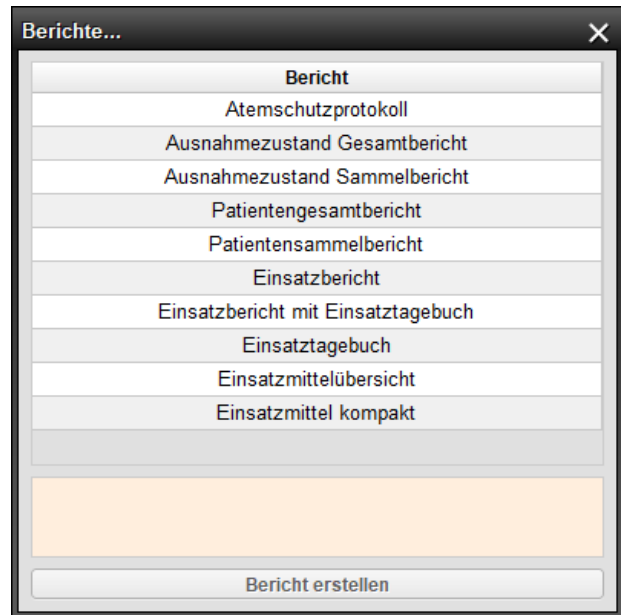 Berichte...
Bericht
Atemschutzprotokoll
Ausnahmezustand Gesamtbericht
Ausnahmezustand Sammelbericht
Patientengesamtbericht
Patientensammelbericht
Einsatzbericht
Einsatzbericht mit Einsatztagebuch
Einsatztagebuch
Einsatzmittelübersicht
Einsatzmittel kompakt
Bericht erstellen